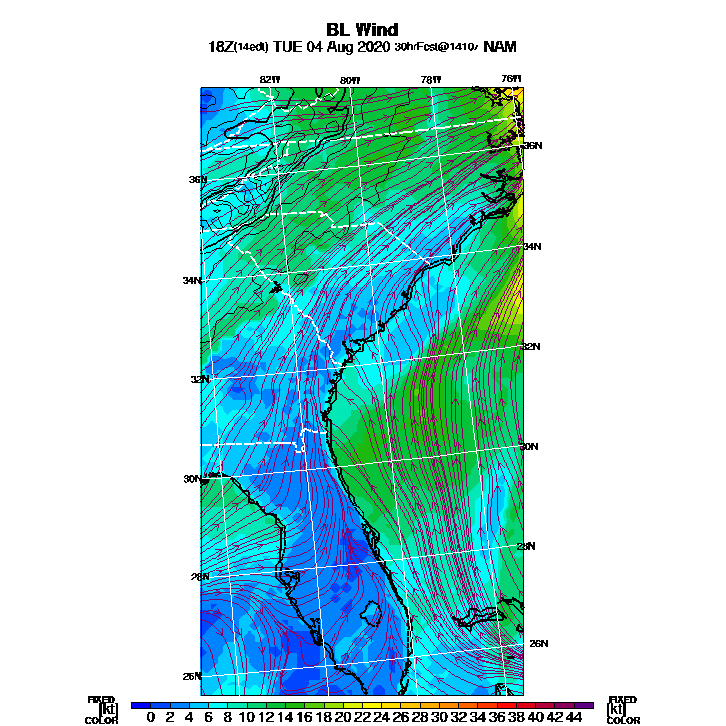 BL Wind
18Z(14edt) TUE 04 Aug 2020 30hrFcst@1410z NAM
82W 80W 78W 76W
36N
36N
34N
34N
32N
32N
30N
30N
28N
28N
26N
26N
FIXED FIXED
[kt] 0 2 4 6 8 10 12 14 16 18 20 22 24 26 28 30 32 34 36 38 40 42 44 [kt]
COLOR COLOR